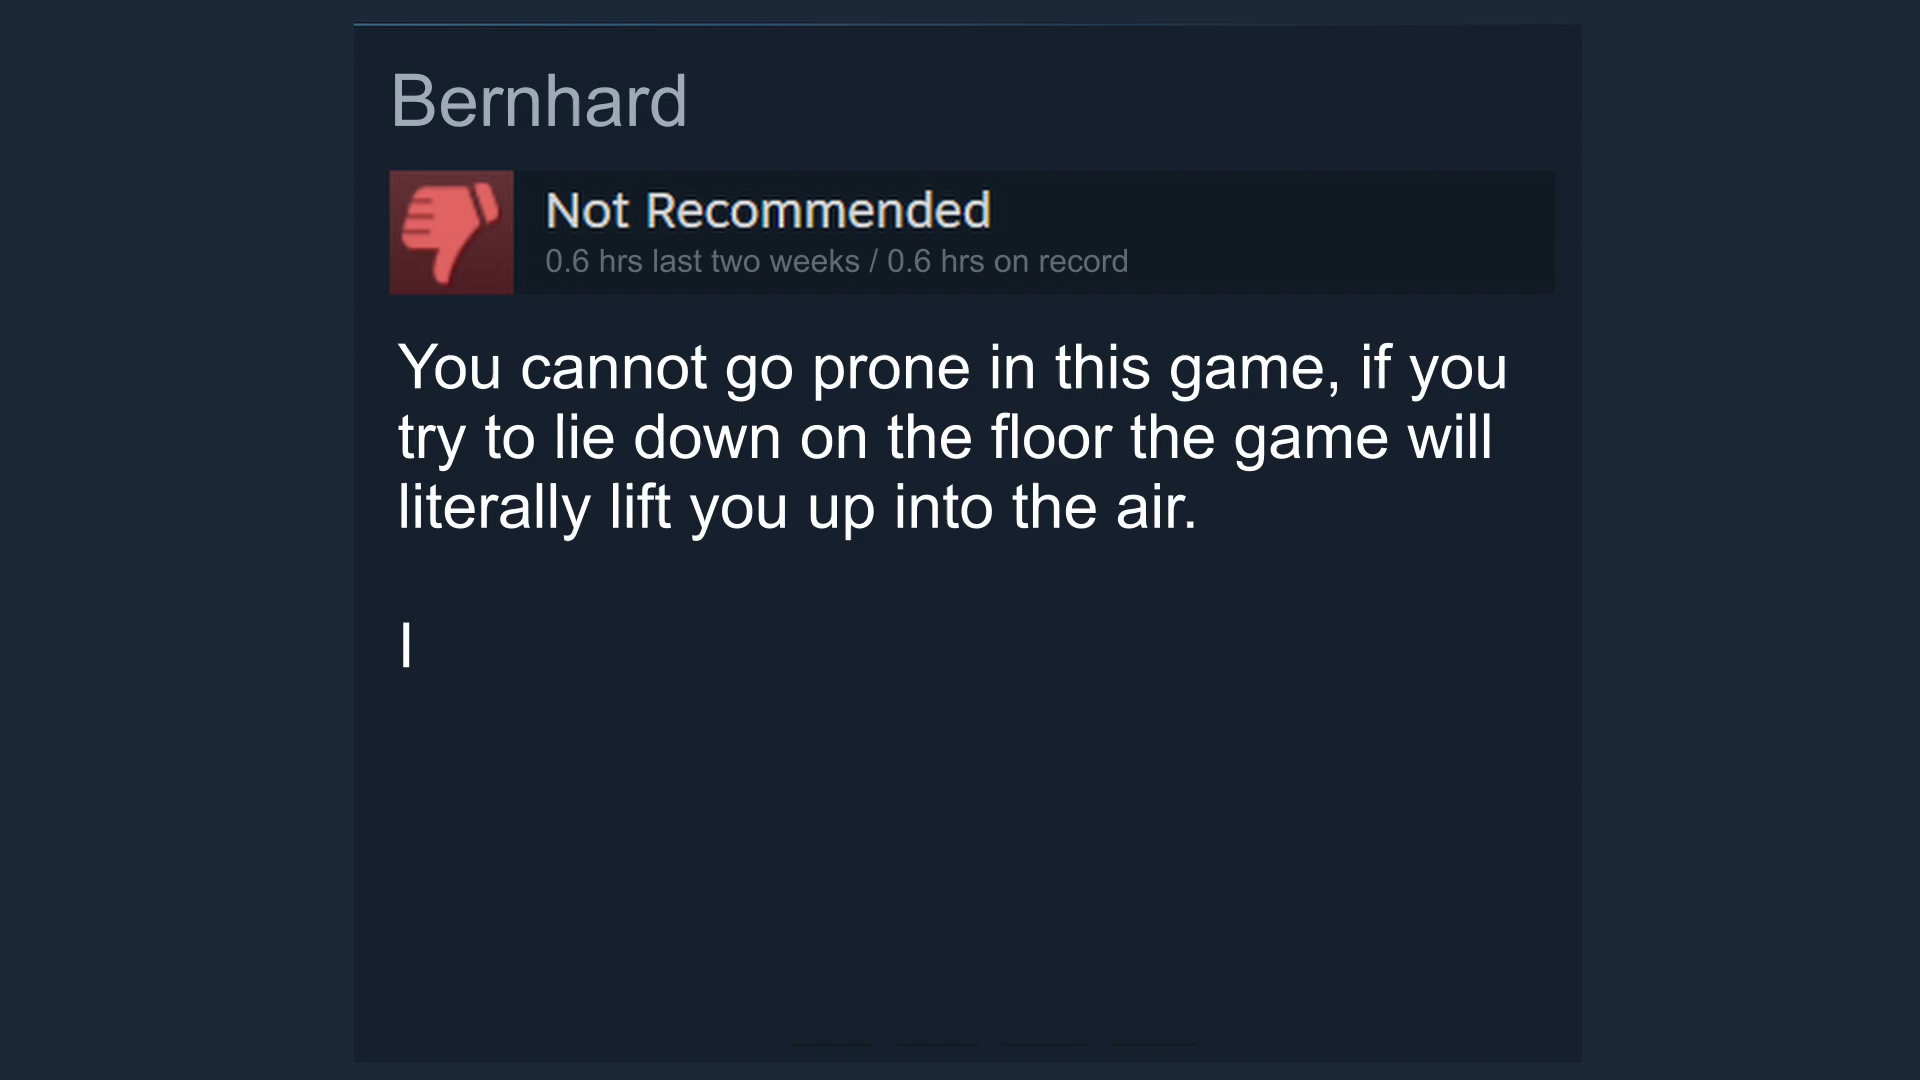 Bernhard
Not Recommended
0.6 hrs last two weeks / 0.6 hrs on record
You cannot go prone in this game, if you
try to lie down on the floor the game will
literally lift you up into the air.
I